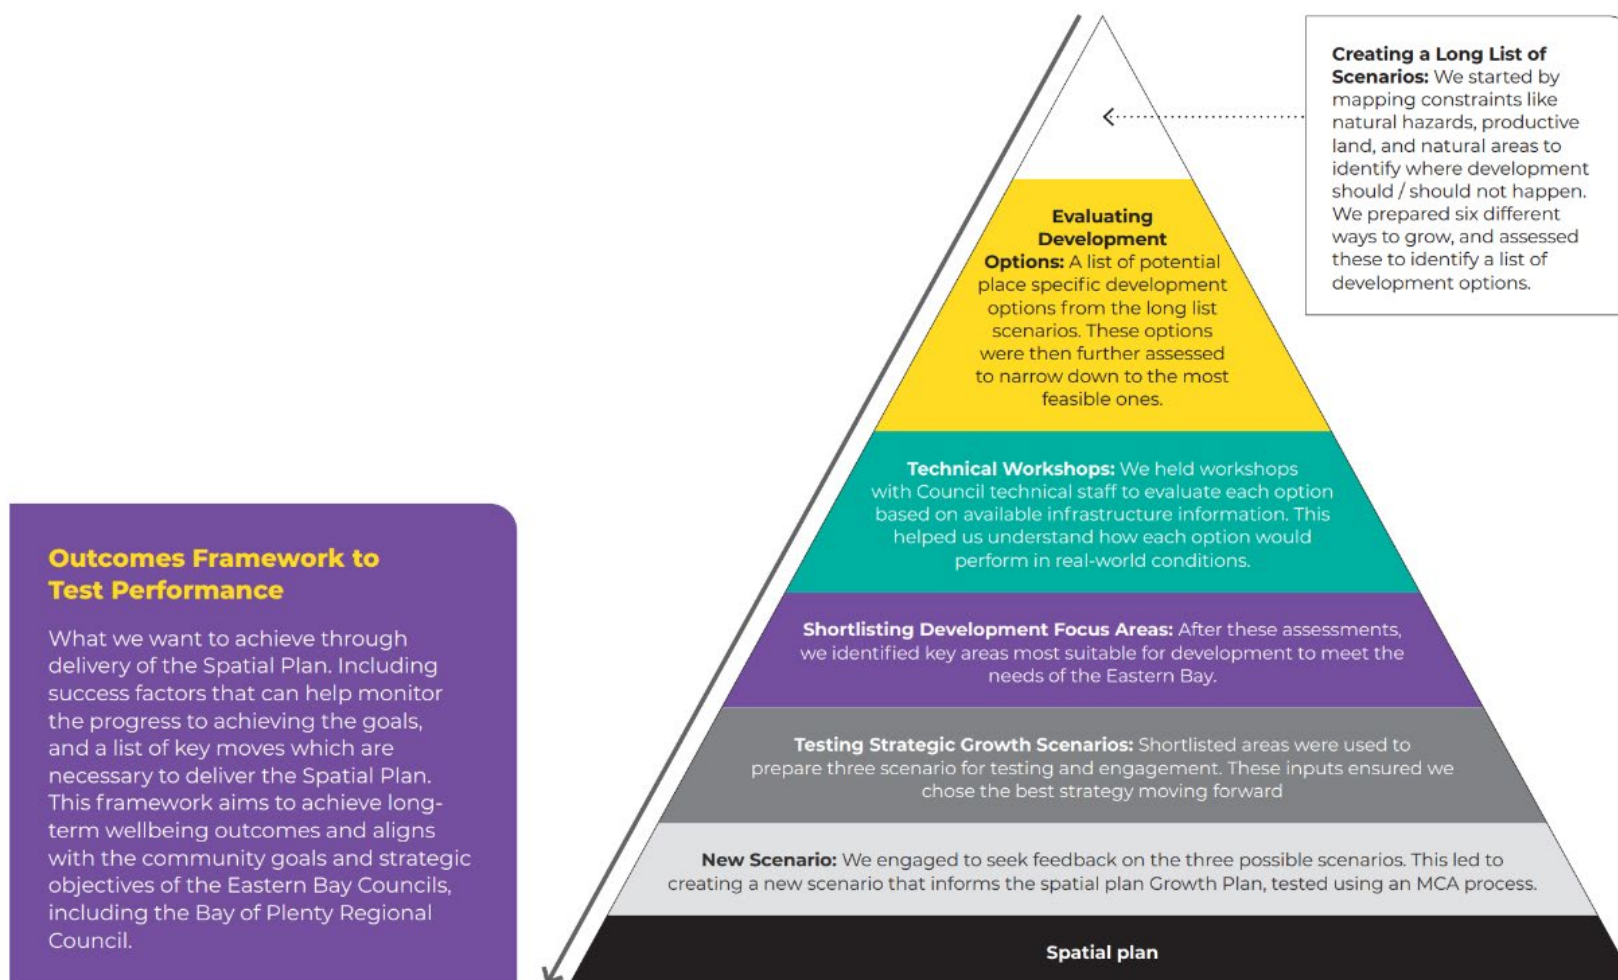 Creating a Long List of
Scenarios: We started by
mapping constraints like
natural hazards, productive
land, and natural areas to
identify where development
should / should not happen.
We prepared six different
ways to grow, and assessed
these to identify a list of
development options.
Evaluating
Development
Options: A list of potential
place specific development
options from the long list
scenarios. These options
were then further assessed
to narrow down to the most
feasible ones.
Technical Workshops: We held workshops
with Council technical staff to evaluate each option
based on available infrastructure information. This
helped us understand how each option would
perform in real-world conditions.
Shortlisting Development Focus Areas: After these assessments,
we identified key areas most suitable for development to meet the
needs of the Eastern Bay.
Testing Strategic Growth Scenarios: Shortlisted areas were used to
prepare three scenario for testing and engagement. These inputs ensured we
chose the best strategy moving forward
New Scenario: We engaged to seek feedback on the three possible scenarios. This led to
creating a new scenario that informs the spatial plan Growth Plan, tested using an MCA process.
Spatial plan
Outcomes Framework to
Test Performance
What we want to achieve through
delivery of the Spatial Plan. Including
success factors that can help monitor
the progress to achieving the goals,
and a list of key moves which are
necessary to deliver the Spatial Plan.
This framework aims to achieve long-
term wellbeing outcomes and aligns
with the community goals and strategic
objectives of the Eastern Bay Councils,
including the Bay of Plenty Regional
Council.